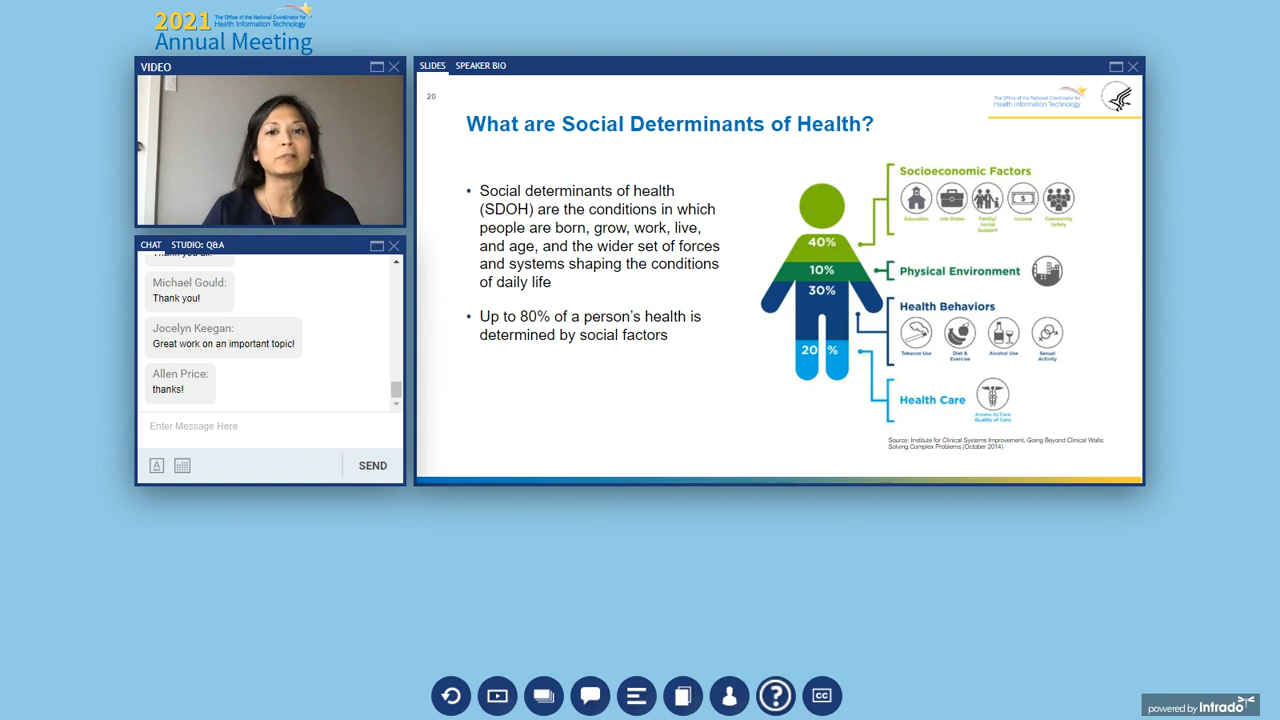 2021
The Office of the National Coordinator for
Health Information Technology
Annual Meeting
VIDEO
CHAT STUDIO: Q&A
Michael Gould:
Thank you!
Jocelyn Keegan:
Great work on an important topic!
Allen Price:
thanks!
Enter Message Here
A
SEND
SLIDES SPEAKER BIO
20
The Office of the National Coordinator for
Health Information Technology
What are Social Determinants of Health?
• Social determinants of health
(SDOH) are the conditions in which
people are born, grow, work, live,
and age, and the wider set of forces
and systems shaping the conditions
of daily life
• Up to 80% of a person's health is
determined by social factors
40%
10%
30%
20%
Socioeconomic Factors
Education
Job Status
Family/
Social
Support
Income
Community
Safety
Physical Environment
Health Behaviors
Tobacco Use
Diet &
Exercise
Alcohol Use
Sexual
Activity
Health Care
Access to Care
Quality of Care
Source: Institute for Clinical Systems Improvement, Going Beyond Clinical Walls:
Solving Complex Problems (October 2014)
?
CC
powered by Intrado